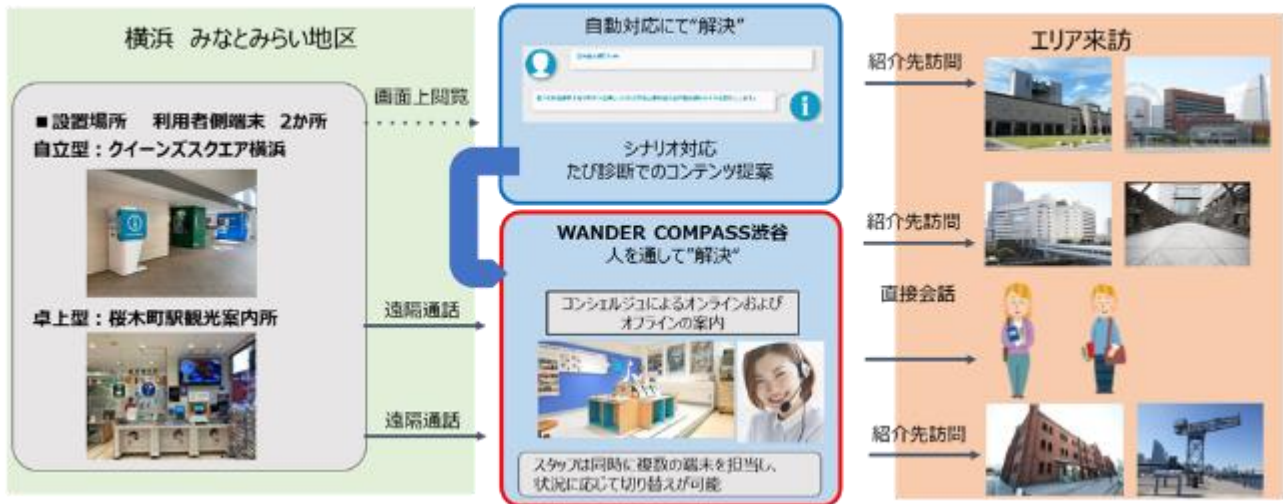 横浜 みなとみらい地区
■設置場所 利用者側端末 2か所
自立型：クイーンズスクエア横浜
卓上型：桜木町駅観光案内所
画面上閲覧
遠隔通話
遠隔通話
自動対応にて“解決”
シナリオ対応
たび診断でのコンテンツ提案
WANDER COMPASS渋谷
人を通して“解決“
コンシェルジュによるオンラインおよび
オフラインの案内
スタッフは同時に複数の端末を担当し、
状況に応じて切り替えが可能
紹介先訪問
紹介先訪問
直接会話
紹介先訪問
エリア来訪